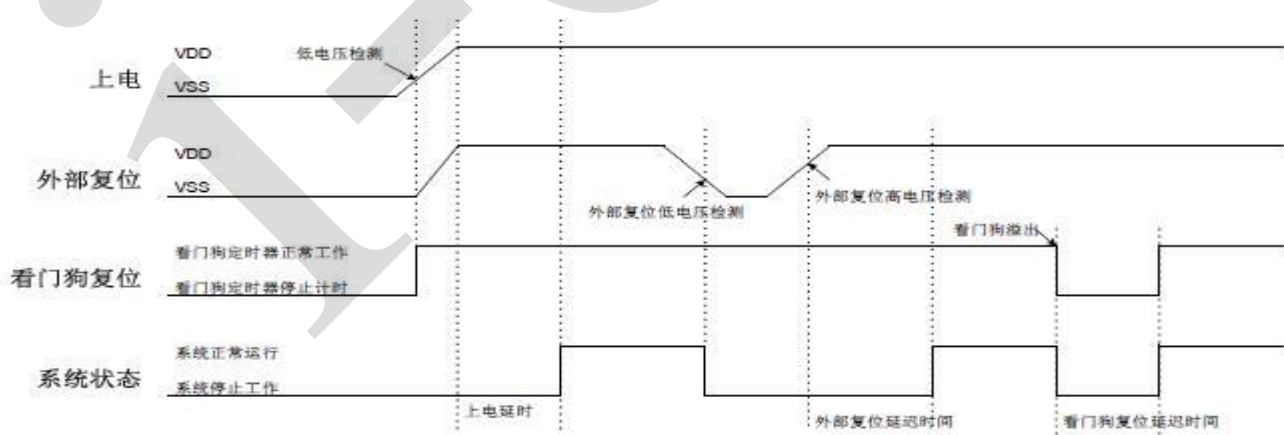 上电
VDD
VSS
低电压检测
外部复位
VDD
VSS
外部复位低电压检测
外部复位高电压检测
看门狗复位
看门狗定时器正常工作
看门狗定时器停止计时
看门狗溢出
系统状态
系统正常运行
系统停止工作
上电延时
外部复位延迟时间
看门狗复位延迟时间